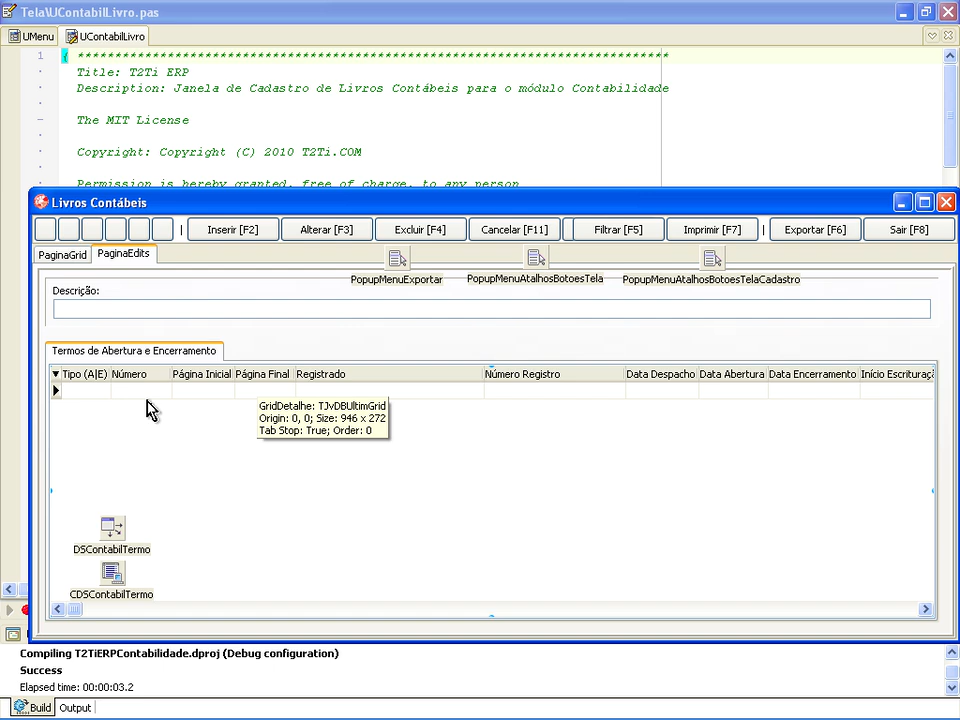 Tela\UContabilLivro.pas
UMenu UContabilLivro
1 { *******************************************************************************
Title: T2Ti ERP
Description: Janela de Cadastro de Livros Contábeis para o módulo Contabilidade
The MIT License
Copyright: Copyright (C) 2010 T2Ti.COM
Permission is hereby granted, free of charge, to any person
Livros Contábeis
| Inserir [F2] Alterar [F3] Excluir [F4] Cancelar [F11] Filtrar [F5] Imprimir [F7] | Exportar [F6] Sair [F8]
PaginaGrid PaginaEdits
PopupMenuExportar PopupMenuAtalhosBotoesTela PopupMenuAtalhosBotoesTelaCadastro
Descrição:
Termos de Abertura e Encerramento
Tipo (A|E) Número Página Inicial Página Final Registrado Número Registro Data Despacho Data Abertura Data Encerramento Início Escrituraç
GridDetalhe: TJvDBUltimGrid
Origin: 0, 0; Size: 946 x 272
Tab Stop: True; Order: 0
DSContabilTermo
CDSContabilTermo
Compiling T2TiERPContabilidade.dproj (Debug configuration)
Success
Elapsed time: 00:00:03.2
Build Output